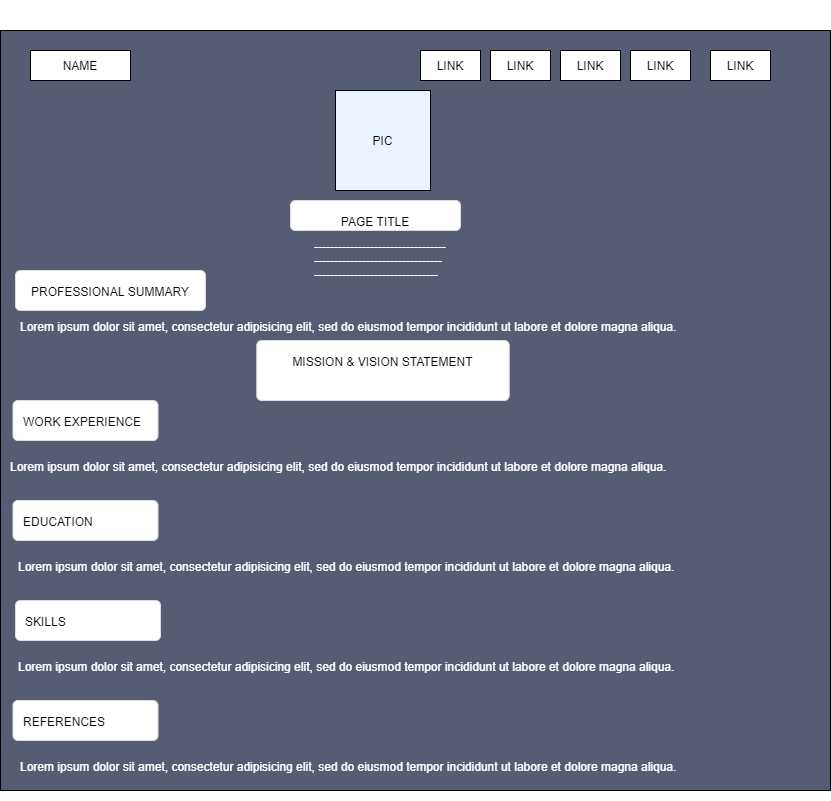 NAME LINK LINK LINK LINK LINK
PIC
PAGE TITLE
PROFESSIONAL SUMMARY
Lorem ipsum dolor sit amet, consectetur adipisicing elit, sed do eiusmod tempor incididunt ut labore et dolore magna aliqua.
MISSION & VISION STATEMENT
WORK EXPERIENCE
Lorem ipsum dolor sit amet, consectetur adipisicing elit, sed do eiusmod tempor incididunt ut labore et dolore magna aliqua.
EDUCATION
Lorem ipsum dolor sit amet, consectetur adipisicing elit, sed do eiusmod tempor incididunt ut labore et dolore magna aliqua.
SKILLS
Lorem ipsum dolor sit amet, consectetur adipisicing elit, sed do eiusmod tempor incididunt ut labore et dolore magna aliqua.
REFERENCES
Lorem ipsum dolor sit amet, consectetur adipisicing elit, sed do eiusmod tempor incididunt ut labore et dolore magna aliqua.